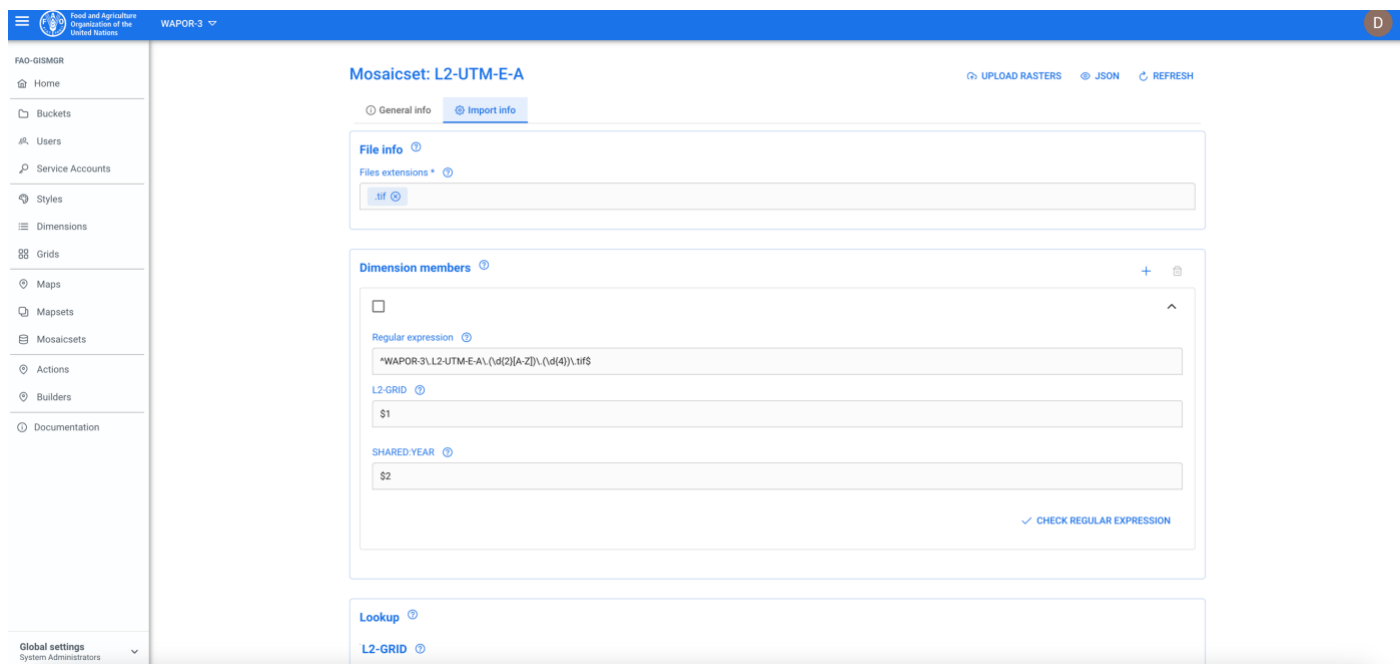 Food and Agriculture
Organization of the
United Nations
WAPOR-3
D
FAO-GISMGR
Home
Buckets
Users
Service Accounts
Styles
Dimensions
Grids
Maps
Mapsets
Mosaicsets
Actions
Builders
Documentation
Global settings
System Administrators
Mosaicset: L2-UTM-E-A
UPLOAD RASTERS
JSON
REFRESH
General info
Import info
File info
Files extensions *
.tif
Dimension members
Regular expression
^WAPOR-3\.L2-UTM-E-A\.(\d{2}[A-Z])\.(\d{4})\.tif$
L2-GRID
$1
SHARED:YEAR
$2
CHECK REGULAR EXPRESSION
Lookup
L2-GRID